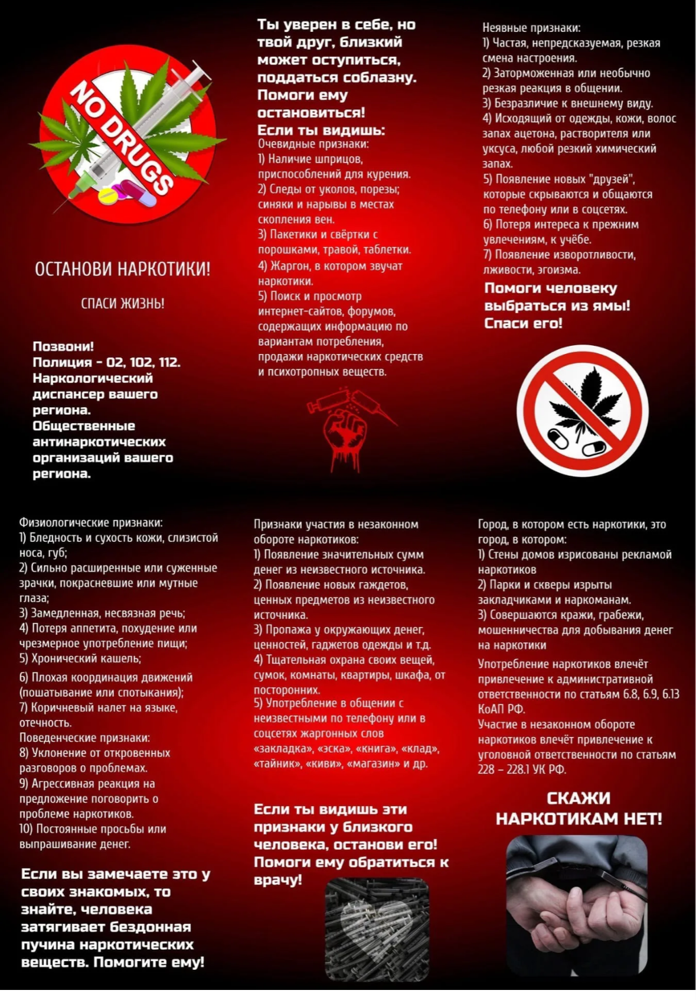 NO DRUGS
ОСТАНОВИ НАРКОТИКИ!
СПАСИ ЖИЗНЬ!
Позвони!
Полиция - 02, 102, 112.
Наркологический
диспансер вашего
региона.
Общественные
антинаркотических
организаций вашего
региона.
Ты уверен в себе, но
твой друг, близкий
может оступиться,
поддаться соблазну.
Помоги ему
остановиться!
Если ты видишь:
Очевидные признаки:
1) Наличие шприцов,
приспособлений для курения.
2) Следы от уколов, порезы;
синяки и нарывы в местах
скопления вен.
3) Пакетики и свёртки с
порошками, травой, таблетки.
4) Жаргон, в котором звучат
наркотики.
5) Поиск и просмотр
интернет-сайтов, форумов,
содержащих информацию по
вариантам потребления,
продажи наркотических средств
и психотропных веществ.
Неявные признаки:
1) Частая, непредсказуемая, резкая
смена настроения.
2) Заторможенная или необычно
резкая реакция в общении.
3) Безразличие к внешнему виду.
4) Исходящий от одежды, кожи, волос
запах ацетона, растворителя или
уксуса, любой резкий химический
запах.
5) Появление новых "друзей",
которые скрываются и общаются
по телефону или в соцсетях.
6) Потеря интереса к прежним
увлечениям, к учёбе.
7) Появление изворотливости,
лживости, эгоизма.
Помоги человеку
выбраться из ямы!
Спаси его!
Физиологические признаки:
1) Бледность и сухость кожи, слизистой
носа, губ;
2) Сильно расширенные или суженные
зрачки, покрасневшие или мутные
глаза;
3) Замедленная, несвязная речь;
4) Потеря аппетита, похудение или
чрезмерное употребление пищи;
5) Хронический кашель;
6) Плохая координация движений
(пошатывание или спотыкания);
7) Коричневый налет на языке,
отечность.
Поведенческие признаки:
8) Уклонение от откровенных
разговоров о проблемах.
9) Агрессивная реакция на
предложение поговорить о
проблеме наркотиков.
10) Постоянные просьбы или
выпрашивание денег.
Если вы замечаете это у
своих знакомых, то
знайте, человека
затягивает бездонная
пучина наркотических
веществ. Помогите ему!
Признаки участия в незаконном
обороте наркотиков:
1) Появление значительных сумм
денег из неизвестного источника.
2) Появление новых гаждетов,
ценных предметов из неизвестного
источника.
3) Пропажа у окружающих денег,
ценностей, гаджетов одежды и т.д.
4) Тщательная охрана своих вещей,
сумок, комнаты, квартиры, шкафа, от
посторонних.
5) Употребление в общении с
неизвестными по телефону или в
соцсетях жаргонных слов
«закладка», «эска», «книга», «клад»,
«тайник», «киви», «магазин» и др.
Если ты видишь эти
признаки у близкого
человека, останови его!
Помоги ему обратиться к
врачу!
Город, в котором есть наркотики, это
город, в котором:
1) Стены домов изрисованы рекламой
наркотиков
2) Парки и скверы изрыты
закладчиками и наркоманам.
3) Совершаются кражи, грабежи,
мошенничества для добывания денег
на наркотики
Употребление наркотиков влечёт
привлечение к административной
ответственности по статьям 6.8, 6.9, 6.13
КоАП РФ.
Участие в незаконном обороте
наркотиков влечёт привлечение к
уголовной ответственности по статьям
228 – 228.1 УК РФ.
СКАЖИ
НАРКОТИКАМ НЕТ!